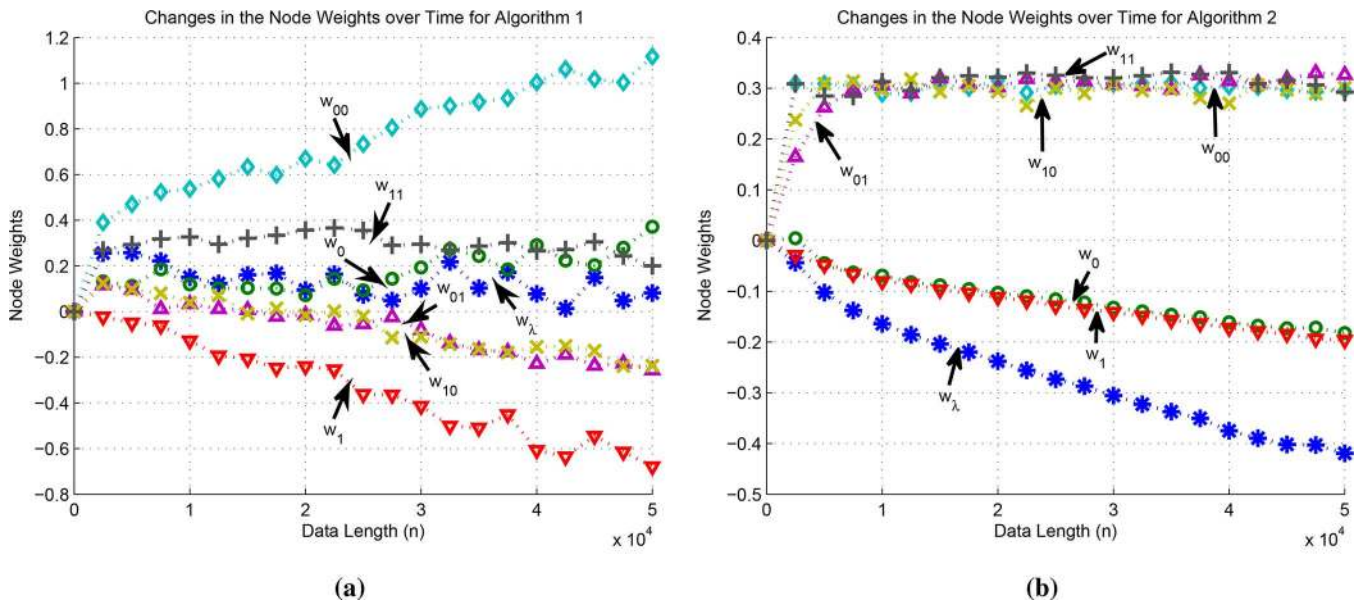 Changes in the Node Weights over Time for Algorithm 1
1.2
1
0.8
0.6
0.4
0.2
0
−0.2
−0.4
−0.6
−0.8
Node Weights
w00
w11
w0
w01
wλ
w10
w1
0 1 2 3 4 5
Data Length (n)
x 10^4
(a)
Changes in the Node Weights over Time for Algorithm 2
0.4
0.3
0.2
0.1
0
−0.1
−0.2
−0.3
−0.4
−0.5
Node Weights
w11
w01
w10
w00
w0
w1
wλ
0 1 2 3 4 5
Data Length (n)
x 10^4
(b)